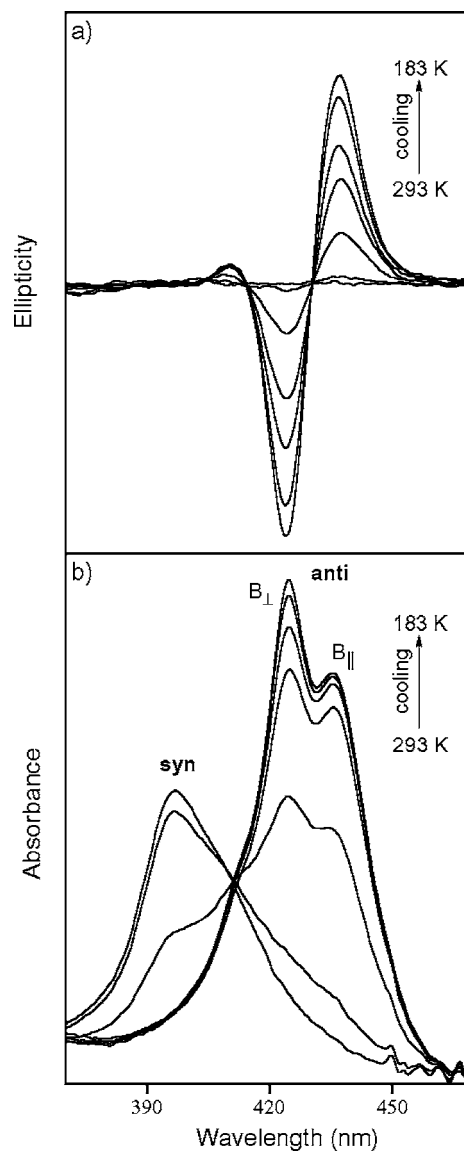 a)
183 K
cooling
293 K
Ellipticity
b)
anti
B⊥
B||
183 K
cooling
293 K
syn
Absorbance
390 420 450
Wavelength (nm)